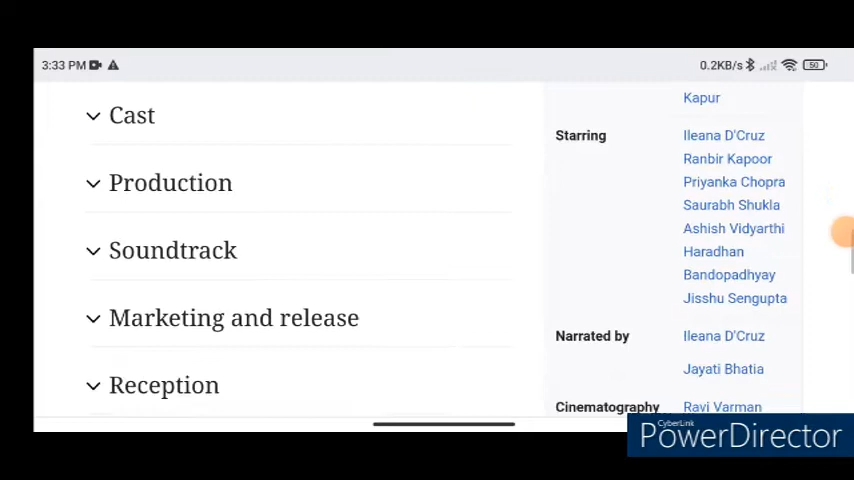 3:33 PM
0.2KB/s
50
Cast
Production
Soundtrack
Marketing and release
Reception
Kapur
Starring
Ileana D'Cruz
Ranbir Kapoor
Priyanka Chopra
Saurabh Shukla
Ashish Vidyarthi
Haradhan
Bandopadhyay
Jisshu Sengupta
Narrated by
Ileana D'Cruz
Jayati Bhatia
Cinematography
Ravi Varman
CyberLink
PowerDirector